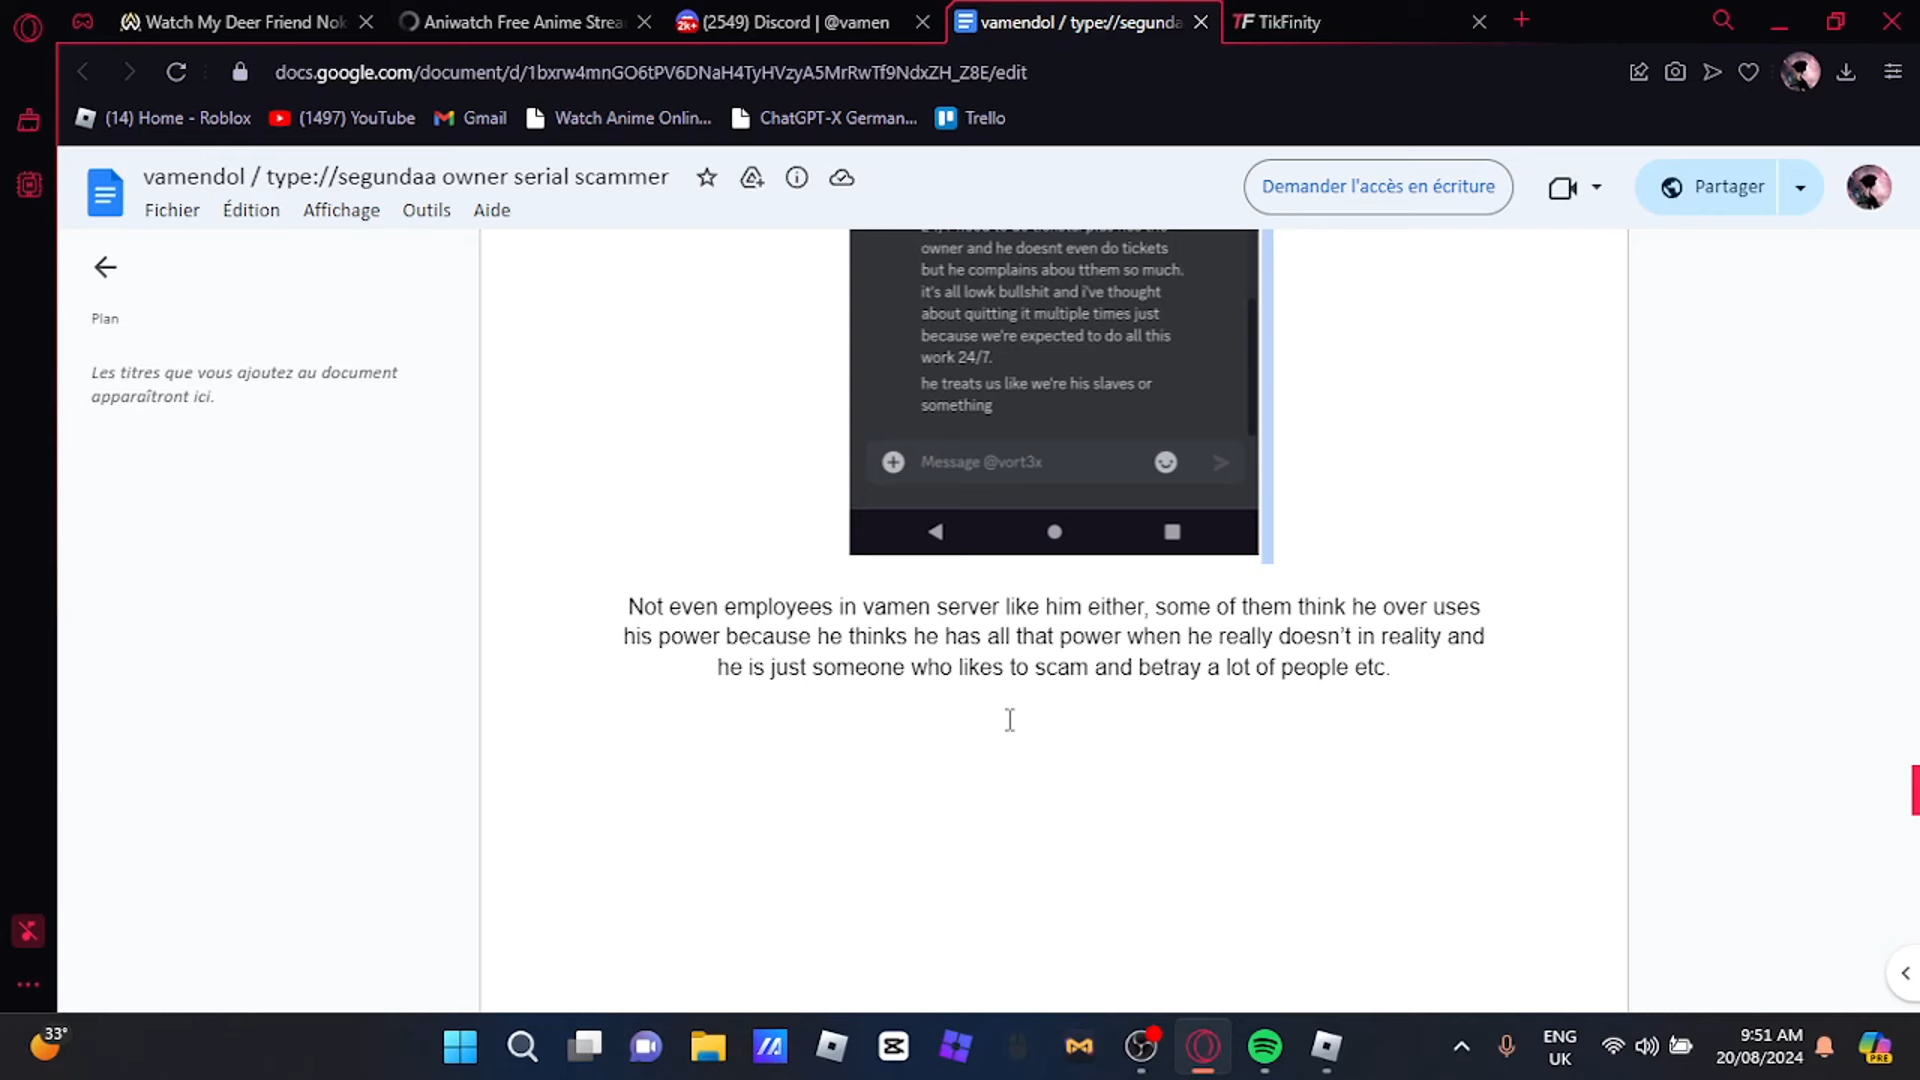 Watch My Deer Friend Nok
Aniwatch Free Anime Strea
(2549) Discord | @vamen
vamendol / type://segunda
TikFinity
docs.google.com/document/d/1bxrw4mnGO6tPV6DNaH4TyHVzyA5MrRwTf9NdxZH_Z8E/edit
(14) Home - Roblox
(1497) YouTube
Gmail
Watch Anime Onlin...
ChatGPT-X German...
Trello
vamendol / type://segundaa owner serial scammer
Fichier Édition Affichage Outils Aide
Demander l'accès en écriture
Partager
Plan
Les titres que vous ajoutez au document
apparaîtront ici.
owner and he doesnt even do tickets
but he complains abou tthem so much.
it's all lowk bullshit and i've thought
about quitting it multiple times just
because we're expected to do all this
work 24/7.
he treats us like we're his slaves or
something
Message @vort3x
Not even employees in vamen server like him either, some of them think he over uses
his power because he thinks he has all that power when he really doesn’t in reality and
he is just someone who likes to scam and betray a lot of people etc.
33°
ENG
UK
9:51 AM
20/08/2024
PRE